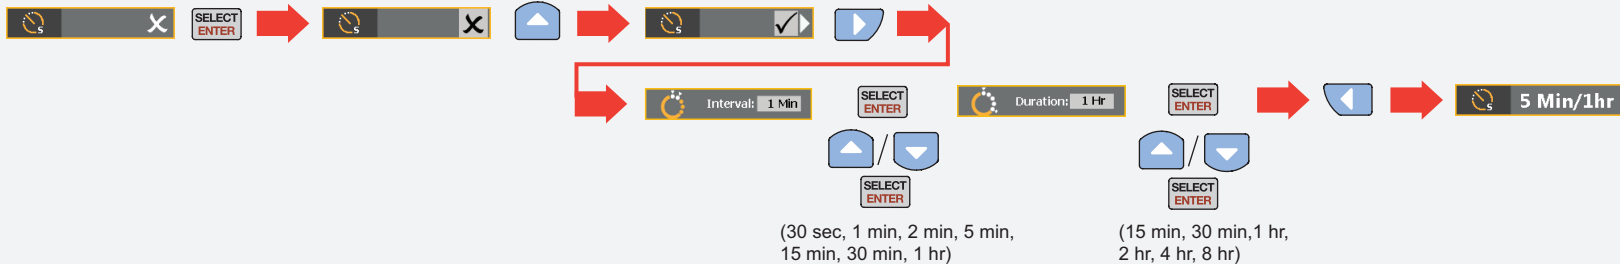 SELECT
ENTER
Interval: 1 Min
SELECT
ENTER
/
SELECT
ENTER
(30 sec, 1 min, 2 min, 5 min,
15 min, 30 min, 1 hr)
Duration: 1 Hr
SELECT
ENTER
/
SELECT
ENTER
(15 min, 30 min,1 hr,
2 hr, 4 hr, 8 hr)
5 Min/1hr